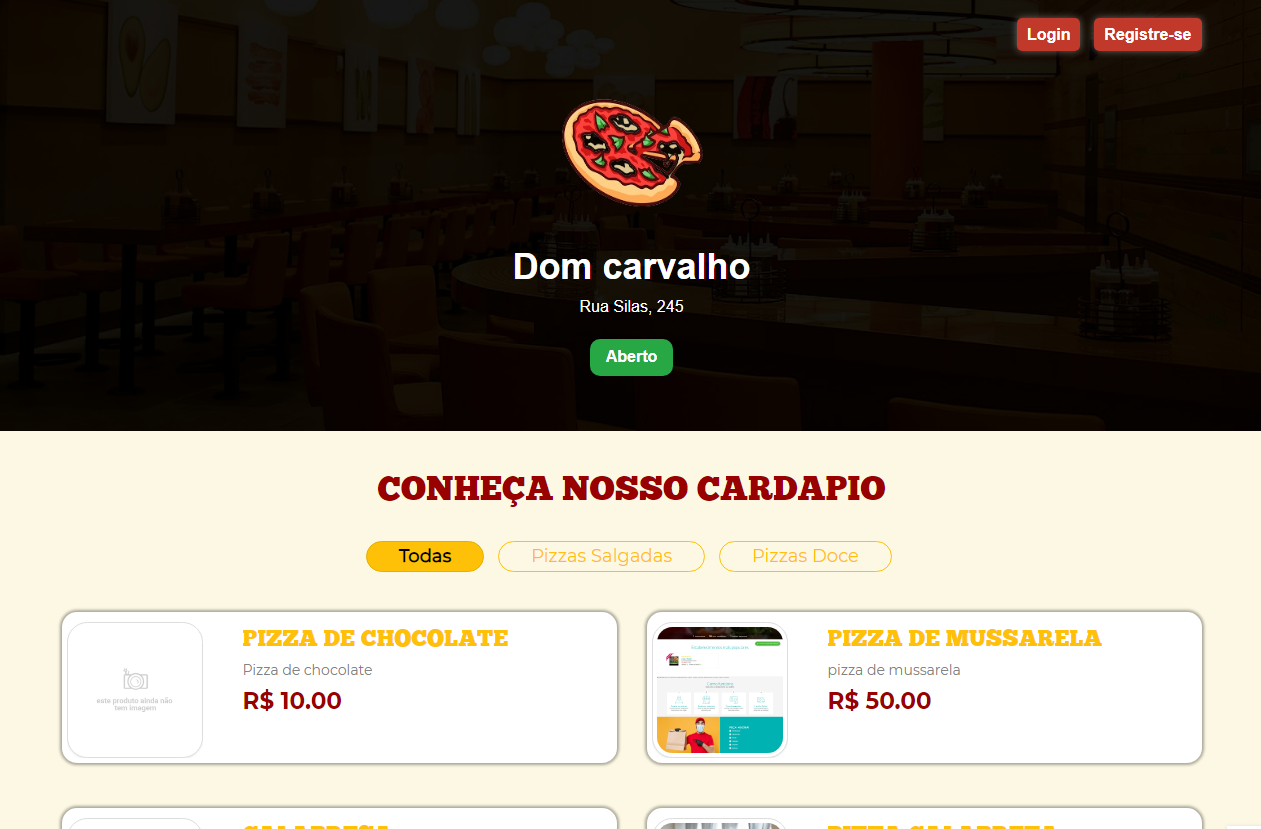 Login Registre-se
Dom carvalho
Rua Silas, 245
Aberto
CONHEÇA NOSSO CARDAPIO
Todas Pizzas Salgadas Pizzas Doce
PIZZA DE CHOCOLATE
Pizza de chocolate
R$ 10.00
este produto ainda não
tem imagem
PIZZA DE MUSSARELA
pizza de mussarela
R$ 50.00